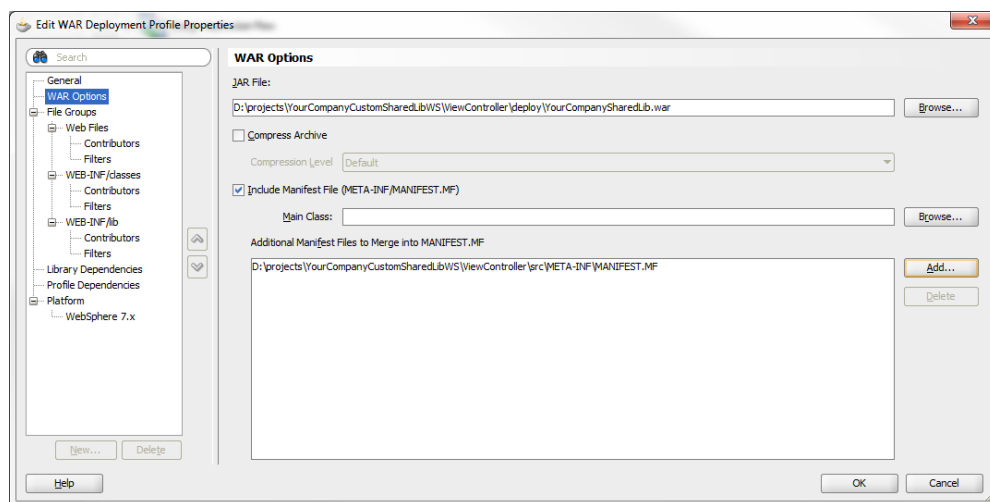 Edit WAR Deployment Profile Properties
Search
General
WAR Options
File Groups
Web Files
Contributors
Filters
WEB-INF/classes
Contributors
Filters
WEB-INF/lib
Contributors
Filters
Library Dependencies
Profile Dependencies
Platform
WebSphere 7.x
New...
Delete
WAR Options
JAR File:
D:\projects\YourCompanyCustomSharedLibWS\ViewController\deploy\YourCompanySharedLib.war
Browse...
Compress Archive
Compression Level
Default
Include Manifest File (META-INF/MANIFEST.MF)
Main Class:
Browse...
Additional Manifest Files to Merge into MANIFEST.MF
D:\projects\YourCompanyCustomSharedLibWS\ViewController\src\META-INF\MANIFEST.MF
Add...
Delete
Help
OK
Cancel